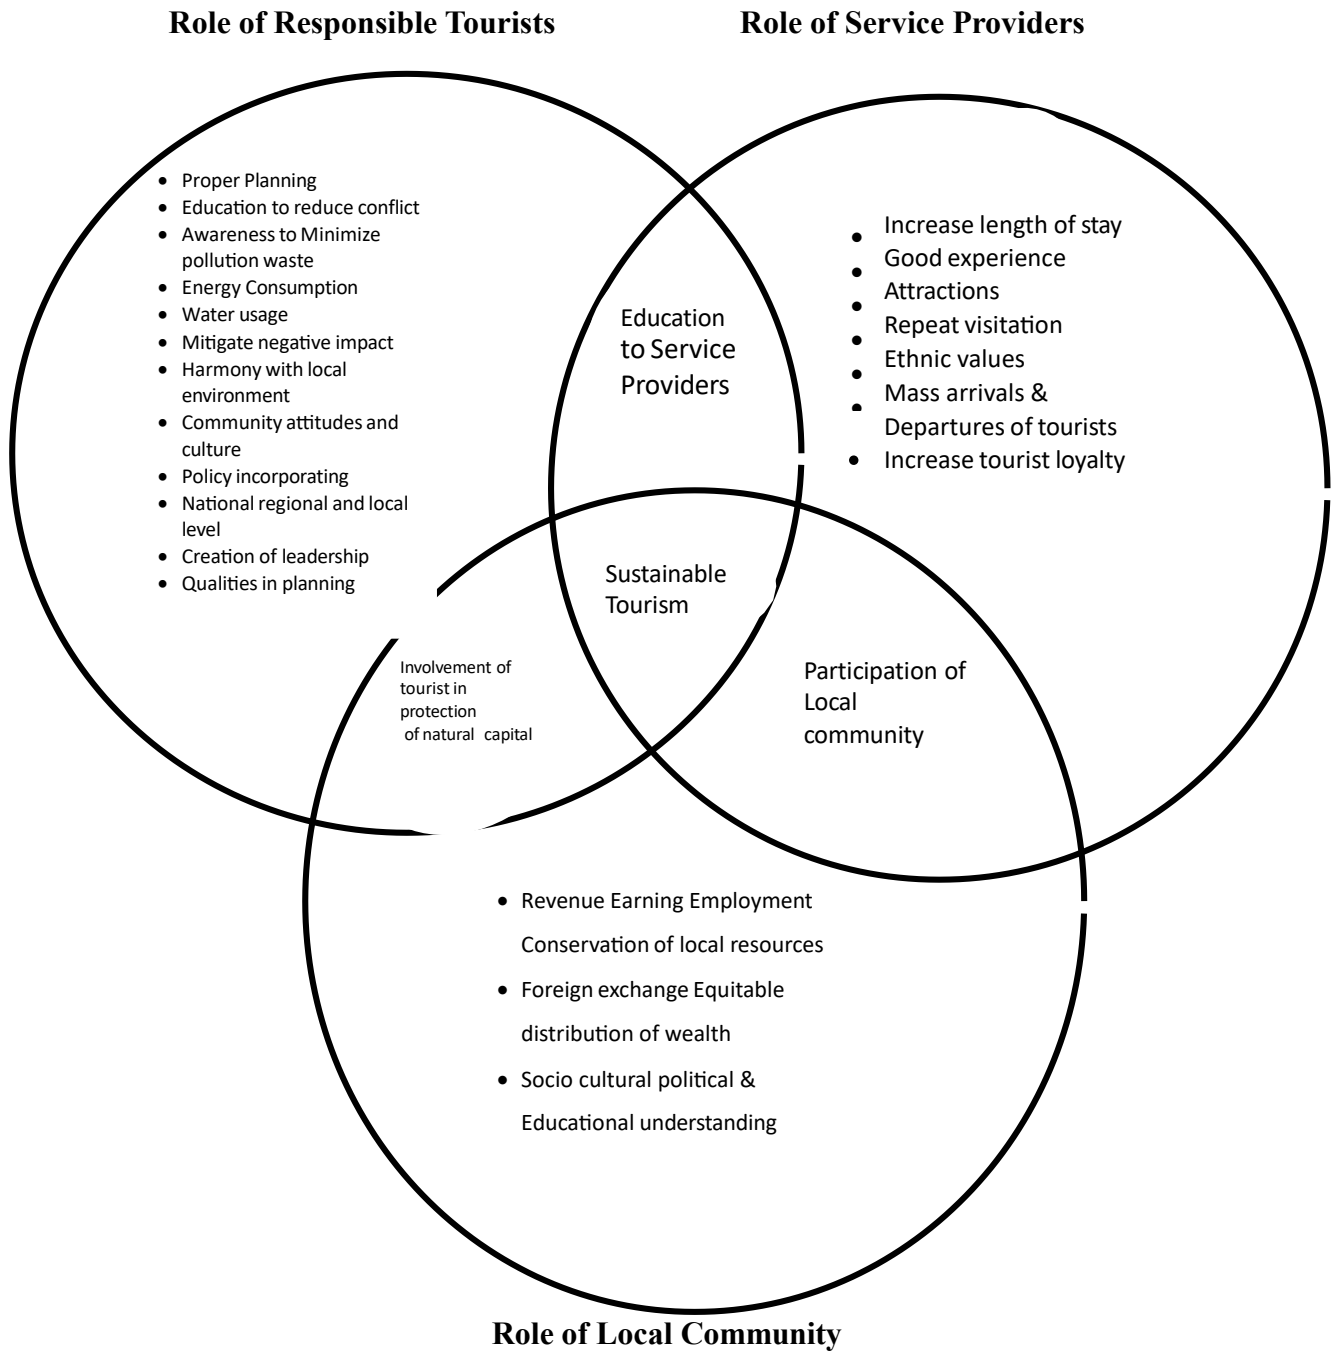 Role of Responsible Tourists
Role of Service Providers
• Proper Planning
• Education to reduce conflict
• Awareness to Minimize
pollution waste
• Energy Consumption
• Water usage
• Mitigate negative impact
• Harmony with local
environment
• Community attitudes and
culture
• Policy incorporating
• National regional and local
level
• Creation of leadership
• Qualities in planning
Education
to Service
Providers
• Increase length of stay
• Good experience
• Attractions
• Repeat visitation
• Ethnic values
• Mass arrivals &
Departures of tourists
• Increase tourist loyalty
Sustainable
Tourism
Involvement of
tourist in
protection
of natural capital
Participation of
Local
community
• Revenue Earning Employment
Conservation of local resources
• Foreign exchange Equitable
distribution of wealth
• Socio cultural political &
Educational understanding
Role of Local Community